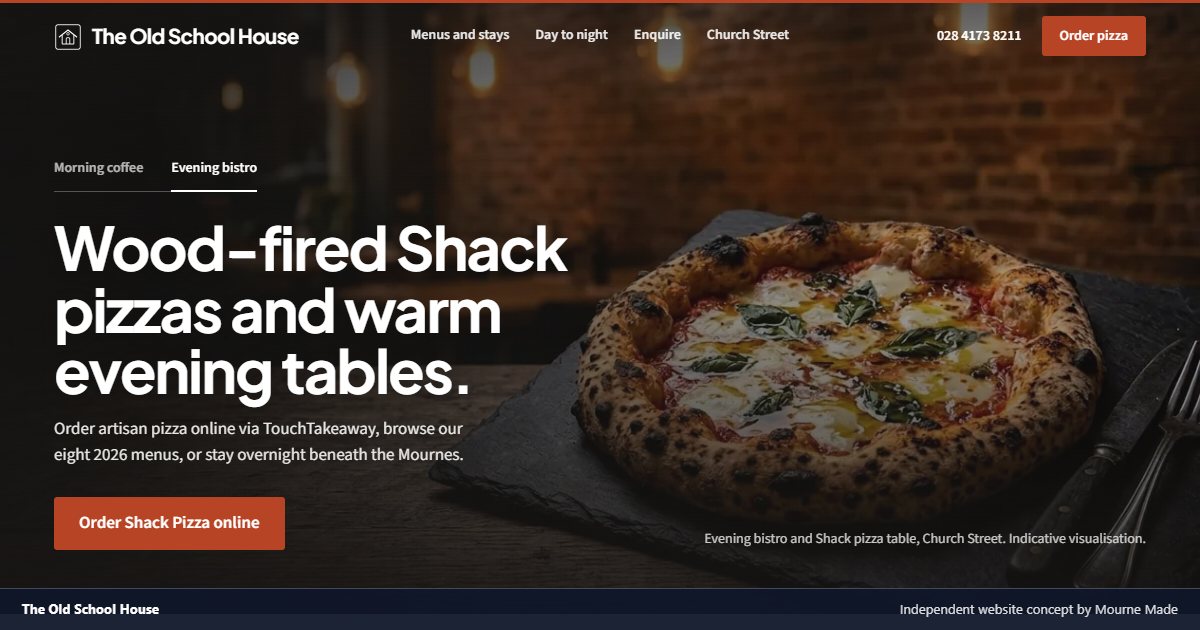 The Old School House
Menus and stays
Day to night
Enquire
Church Street
028 4173 8211
Order pizza
Morning coffee
Evening bistro
Wood-fired Shack
pizzas and warm
evening tables.
Order artisan pizza online via TouchTakeaway, browse our
eight 2026 menus, or stay overnight beneath the Mournes.
Order Shack Pizza online
Evening bistro and Shack pizza table, Church Street. Indicative visualisation.
The Old School House
Independent website concept by Mourne Made